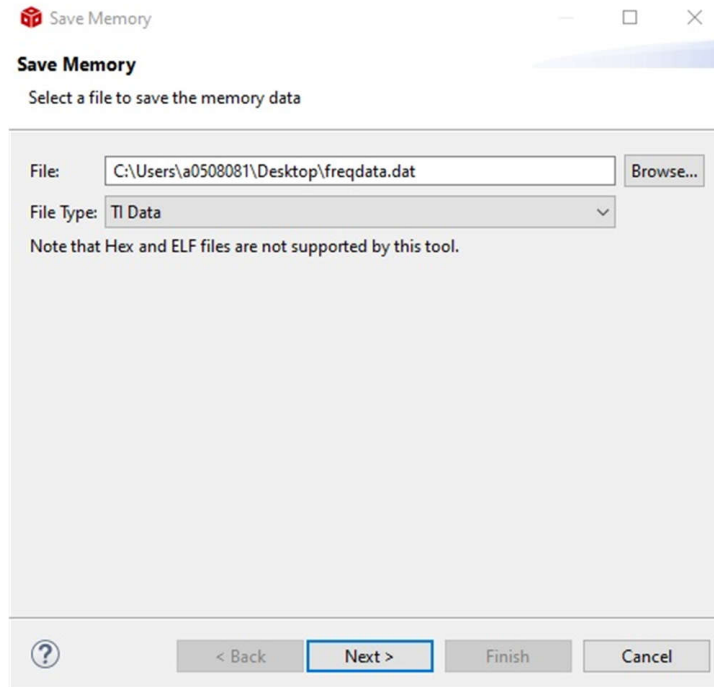 Save Memory
Save Memory
Select a file to save the memory data
File: C:\Users\a0508081\Desktop\freqdata.dat Browse...
File Type: TI Data
Note that Hex and ELF files are not supported by this tool.
? < Back Next > Finish Cancel